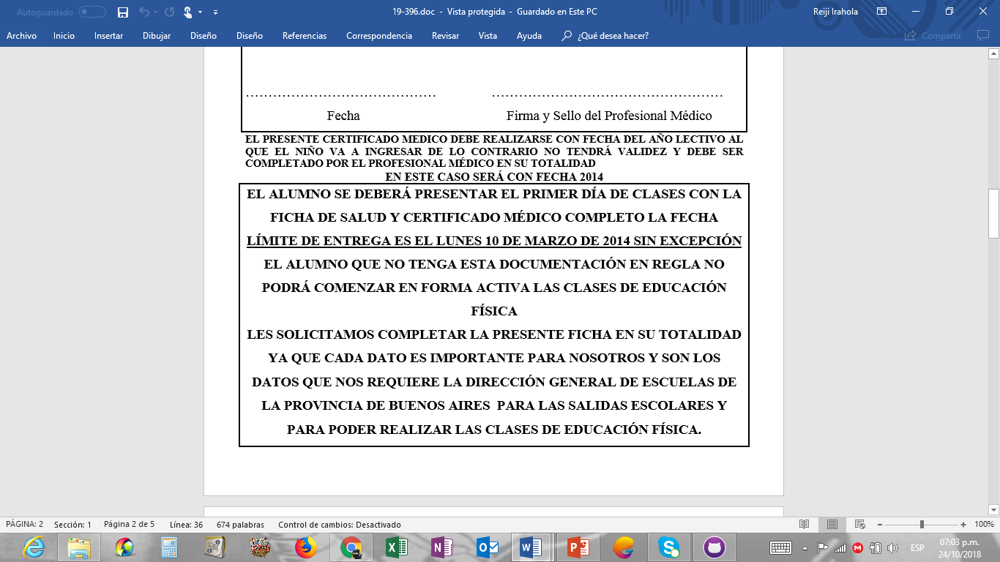 Autoguardado
19-396.doc - Vista protegida - Guardado en Este PC
Reiji Irahola
Archivo Inicio Insertar Dibujar Diseño Diseño Referencias Correspondencia Revisar Vista Ayuda ¿Qué desea hacer? Compartir
.......................................... ...................................................
Fecha Firma y Sello del Profesional Médico
EL PRESENTE CERTIFICADO MEDICO DEBE REALIZARSE CON FECHA DEL AÑO LECTIVO AL
QUE EL NIÑO VA A INGRESAR DE LO CONTRARIO NO TENDRÁ VALIDEZ Y DEBE SER
COMPLETADO POR EL PROFESIONAL MÉDICO EN SU TOTALIDAD
EN ESTE CASO SERÁ CON FECHA 2014
EL ALUMNO SE DEBERÁ PRESENTAR EL PRIMER DÍA DE CLASES CON LA
FICHA DE SALUD Y CERTIFICADO MÉDICO COMPLETO LA FECHA
LÍMITE DE ENTREGA ES EL LUNES 10 DE MARZO DE 2014 SIN EXCEPCIÓN
EL ALUMNO QUE NO TENGA ESTA DOCUMENTACIÓN EN REGLA NO
PODRÁ COMENZAR EN FORMA ACTIVA LAS CLASES DE EDUCACIÓN
FÍSICA
LES SOLICITAMOS COMPLETAR LA PRESENTE FICHA EN SU TOTALIDAD
YA QUE CADA DATO ES IMPORTANTE PARA NOSOTROS Y SON LOS
DATOS QUE NOS REQUIERE LA DIRECCIÓN GENERAL DE ESCUELAS DE
LA PROVINCIA DE BUENOS AIRES PARA LAS SALIDAS ESCOLARES Y
PARA PODER REALIZAR LAS CLASES DE EDUCACIÓN FÍSICA.
PÁGINA: 2 Sección: 1 Página 2 de 5 Línea: 36 674 palabras Control de cambios: Desactivado 100%
ESP
07:03 p.m.
24/10/2018